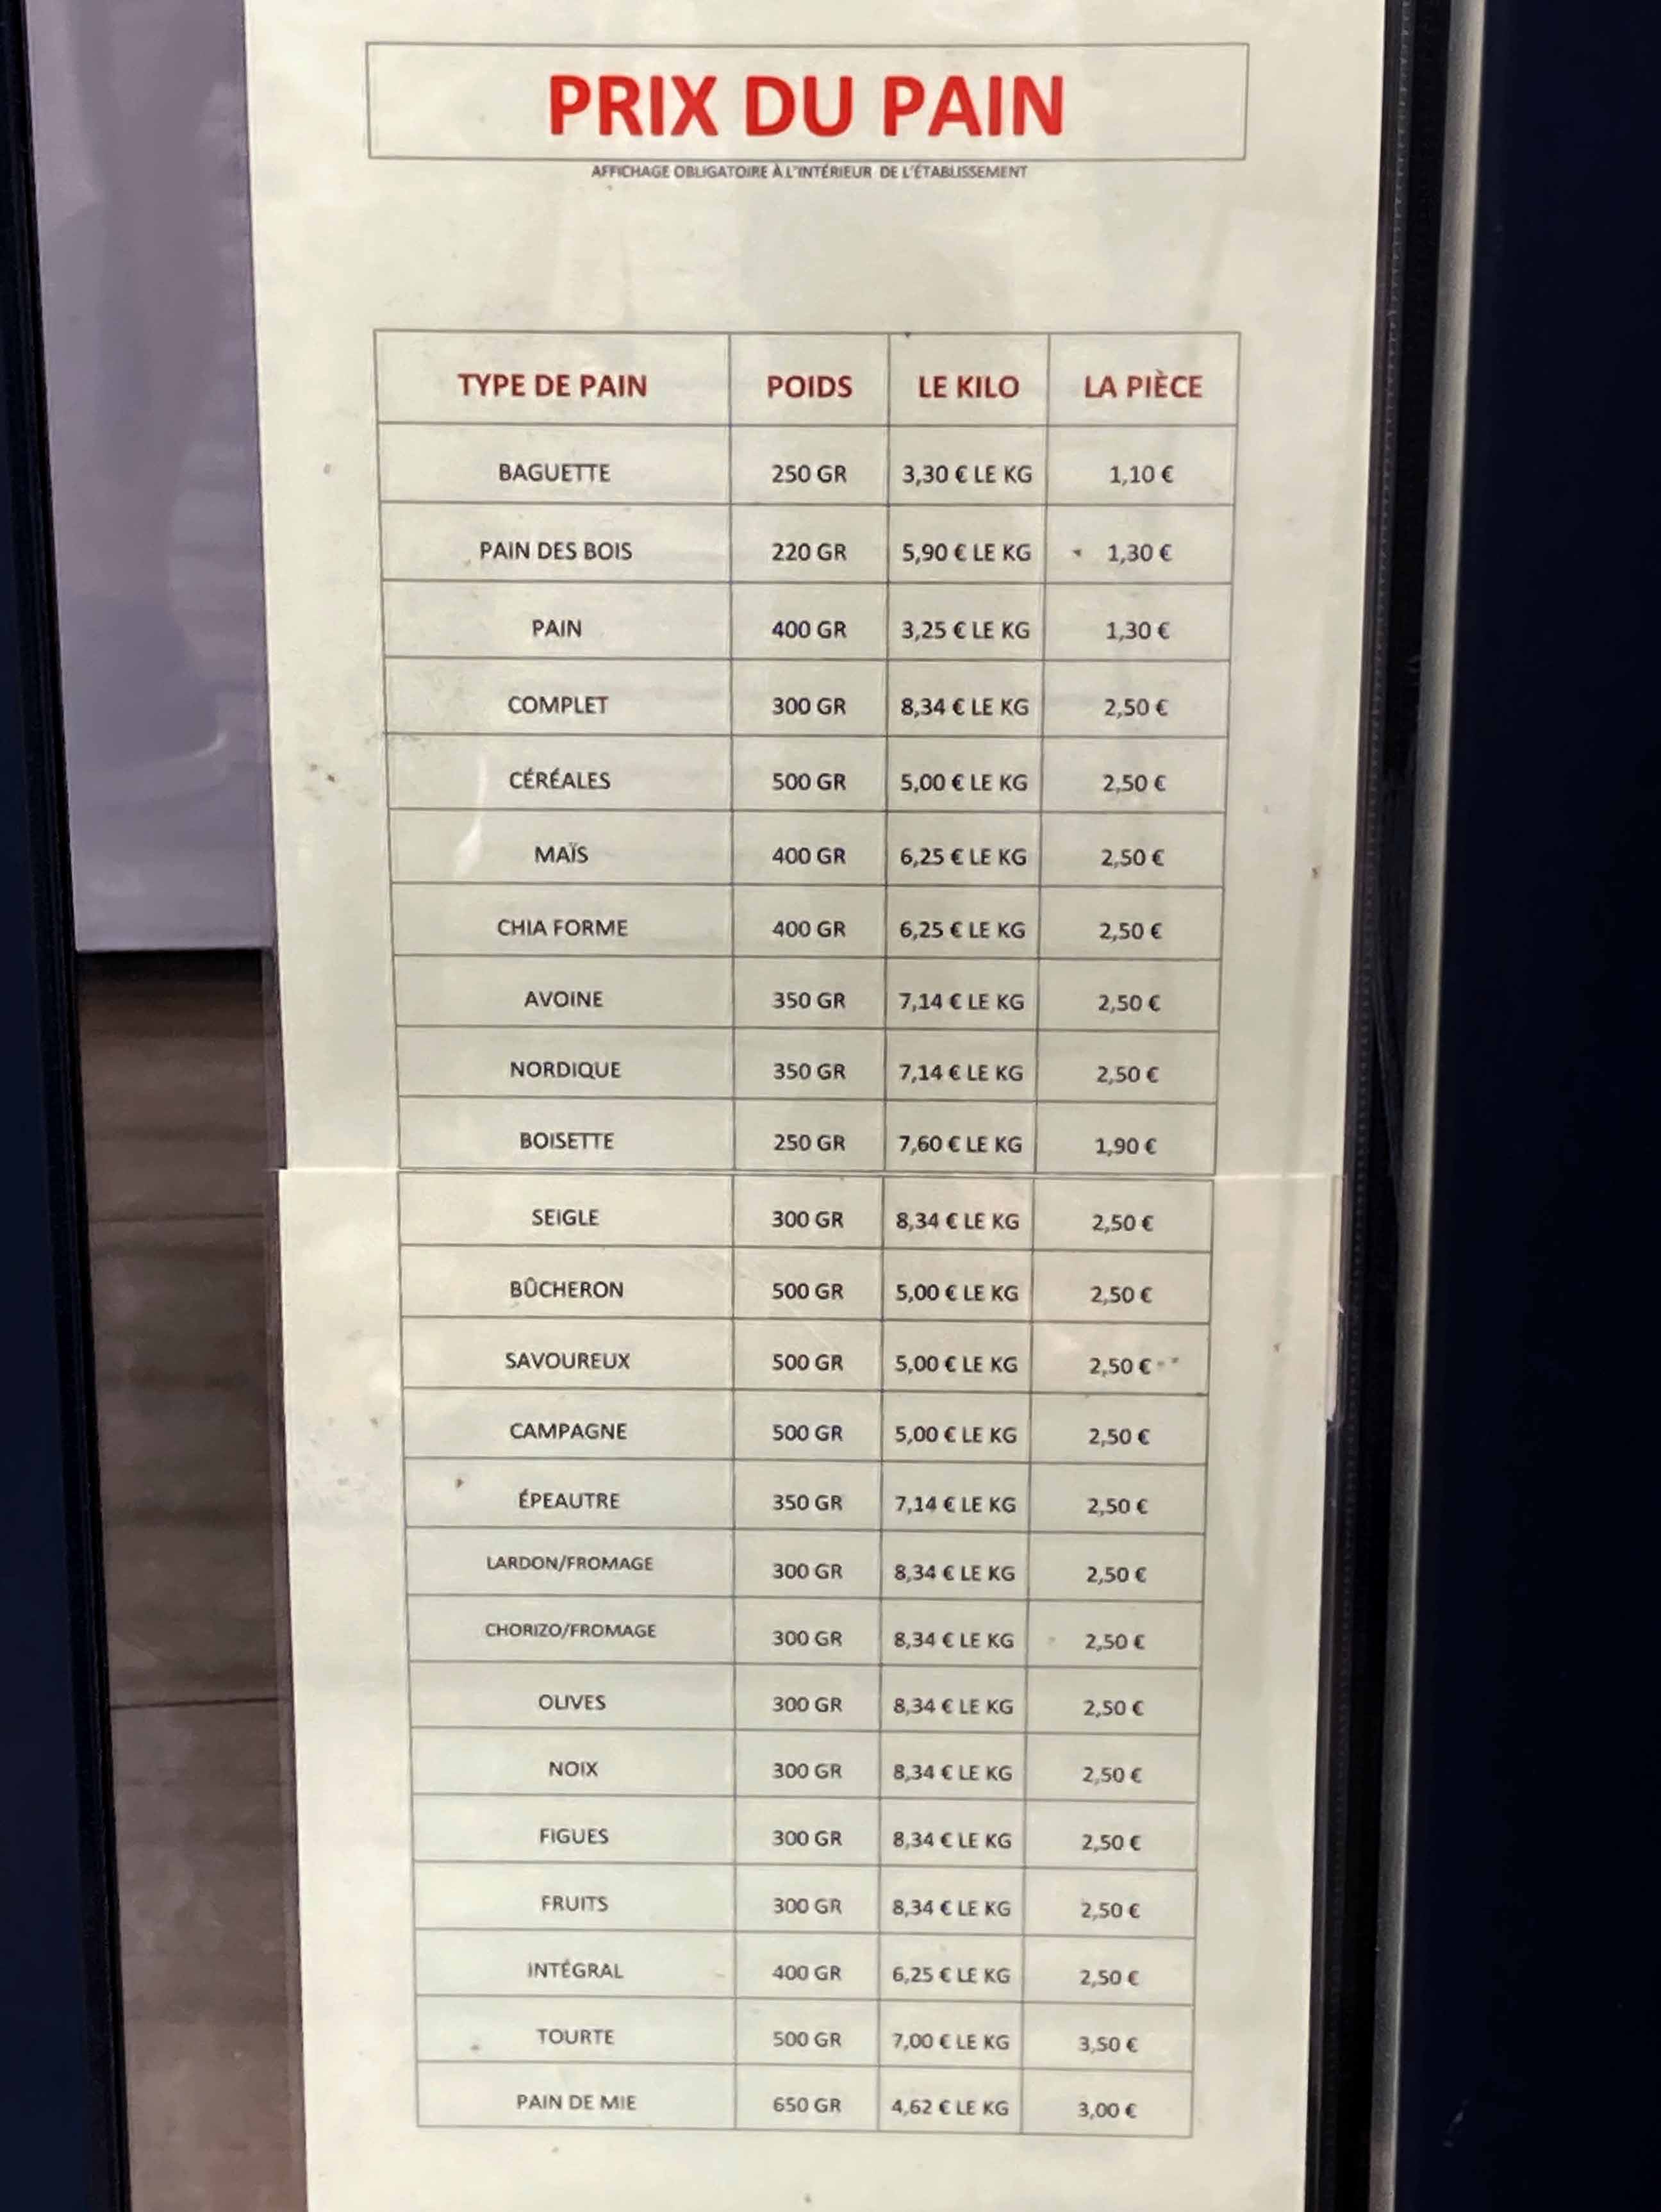 PRIX DU PAIN
AFFICHAGE OBLIGATOIRE À L'INTÉRIEUR DE L'ÉTABLISSEMENT
TYPE DE PAIN POIDS LE KILO LA PIÈCE
BAGUETTE 250 GR 3,30 € LE KG 1,10 €
PAIN DES BOIS 220 GR 5,90 € LE KG 1,30 €
PAIN 400 GR 3,25 € LE KG 1,30 €
COMPLET 300 GR 8,34 € LE KG 2,50 €
CÉRÉALES 500 GR 5,00 € LE KG 2,50 €
MAÏS 400 GR 6,25 € LE KG 2,50 €
CHIA FORME 400 GR 6,25 € LE KG 2,50 €
AVOINE 350 GR 7,14 € LE KG 2,50 €
NORDIQUE 350 GR 7,14 € LE KG 2,50 €
BOISETTE 250 GR 7,60 € LE KG 1,90 €
SEIGLE 300 GR 8,34 € LE KG 2,50 €
BÛCHERON 500 GR 5,00 € LE KG 2,50 €
SAVOUREUX 500 GR 5,00 € LE KG 2,50 €
CAMPAGNE 500 GR 5,00 € LE KG 2,50 €
ÉPEAUTRE 350 GR 7,14 € LE KG 2,50 €
LARDON/FROMAGE 300 GR 8,34 € LE KG 2,50 €
CHORIZO/FROMAGE 300 GR 8,34 € LE KG 2,50 €
OLIVES 300 GR 8,34 € LE KG 2,50 €
NOIX 300 GR 8,34 € LE KG 2,50 €
FIGUES 300 GR 8,34 € LE KG 2,50 €
FRUITS 300 GR 8,34 € LE KG 2,50 €
INTÉGRAL 400 GR 6,25 € LE KG 2,50 €
TOURTE 500 GR 7,00 € LE KG 3,50 €
PAIN DE MIE 650 GR 4,62 € LE KG 3,00 €